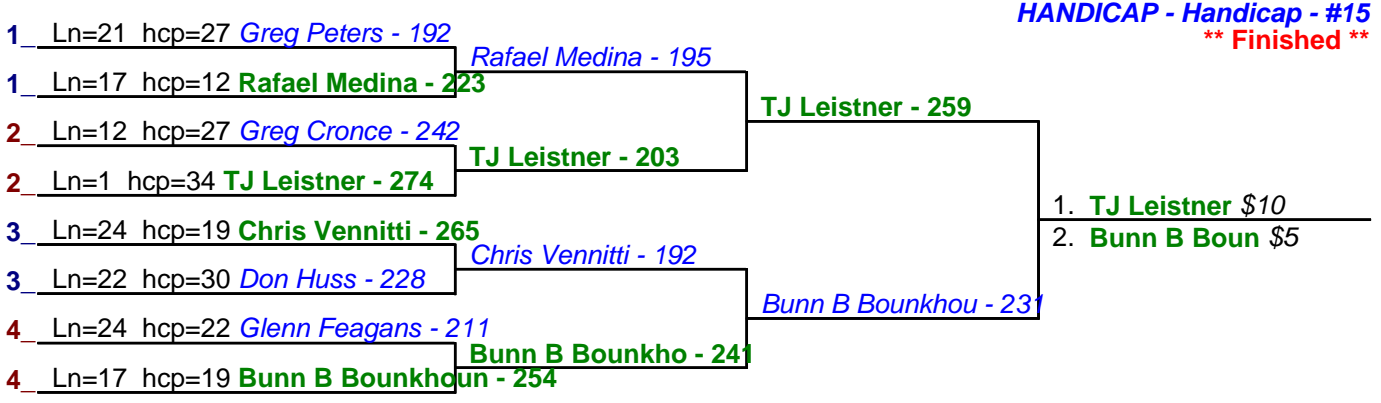 HANDICAP - Handicap - #15
** Finished **
1_ Ln=21 hcp=27 Greg Peters - 192
Rafael Medina - 195
1_ Ln=17 hcp=12 Rafael Medina - 223
TJ Leistner - 259
2_ Ln=12 hcp=27 Greg Cronce - 242
TJ Leistner - 203
2_ Ln=1 hcp=34 TJ Leistner - 274
1. TJ Leistner $10
2. Bunn B Boun $5
3_ Ln=24 hcp=19 Chris Vennitti - 265
Chris Vennitti - 192
3_ Ln=22 hcp=30 Don Huss - 228
Bunn B Bounkhou - 231
4_ Ln=24 hcp=22 Glenn Feagans - 211
Bunn B Bounkho - 241
4_ Ln=17 hcp=19 Bunn B Bounkhoun - 254